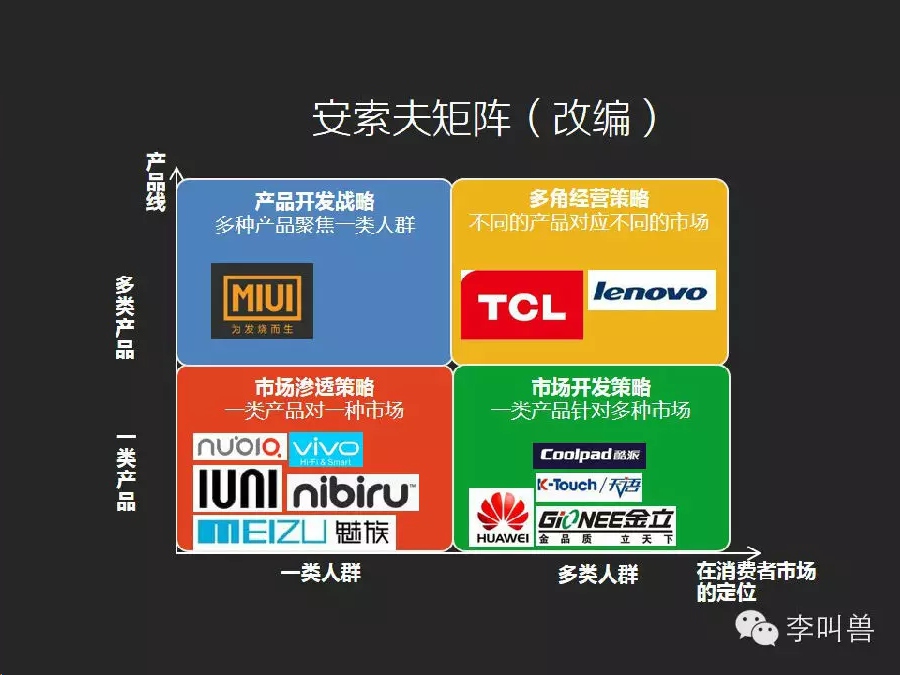 安索夫矩阵（改编）
产品线
产品开发战略
多种产品聚焦一类人群
多角经营策略
不同的产品对应不同的市场
多类产品
MIUI
为发烧而生
TCL
lenovo
市场渗透策略
一类产品对一种市场
市场开发策略
一类产品针对多种市场
一类产品
nubia
vivo
Hi-Fi & Smart
IUNI
nibiru™
MEIZU 魅族
Coolpad 酷派
K-Touch/天语
HUAWEI
GiONEE金立
金品质 立天下
一类人群
多类人群
在消费者市场
的定位
李叫兽